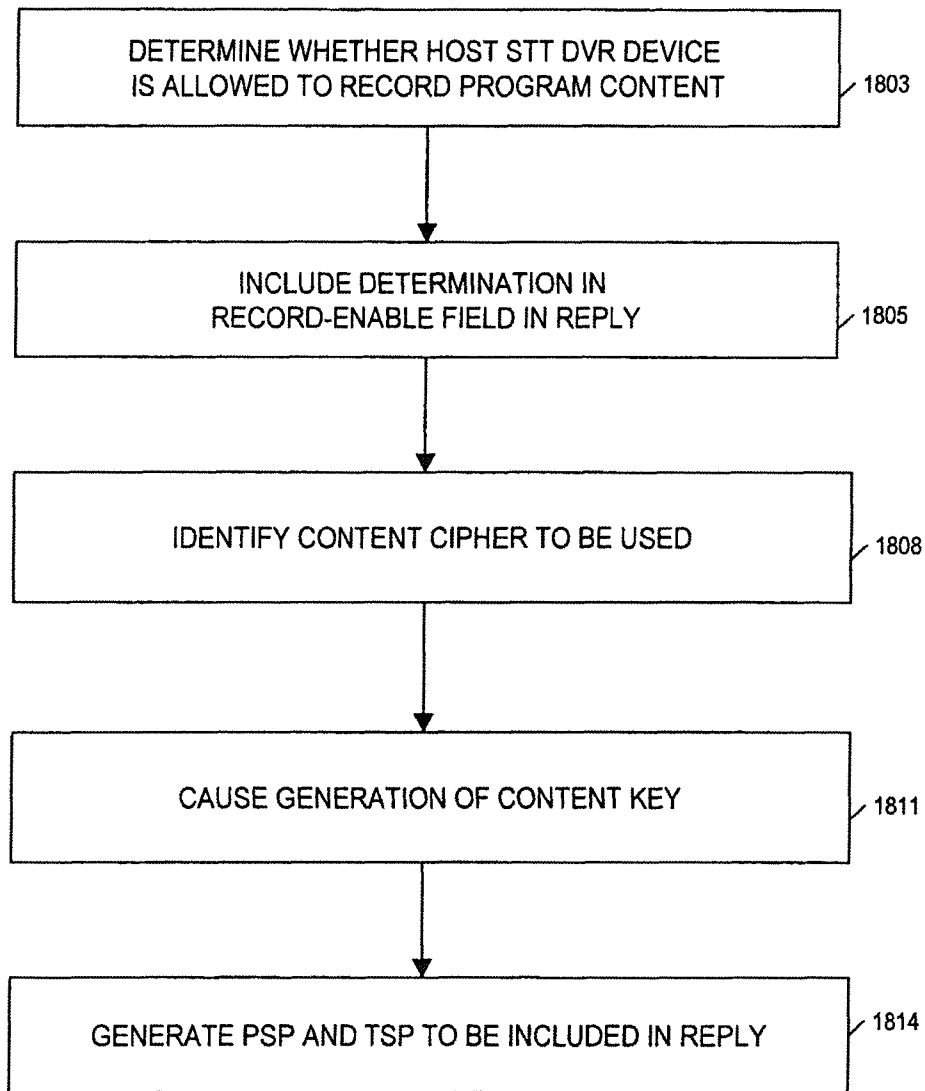 DETERMINE WHETHER HOST STT DVR DEVICE
IS ALLOWED TO RECORD PROGRAM CONTENT
1803
INCLUDE DETERMINATION IN
RECORD-ENABLE FIELD IN REPLY
1805
IDENTIFY CONTENT CIPHER TO BE USED
1808
CAUSE GENERATION OF CONTENT KEY
1811
GENERATE PSP AND TSP TO BE INCLUDED IN REPLY
1814